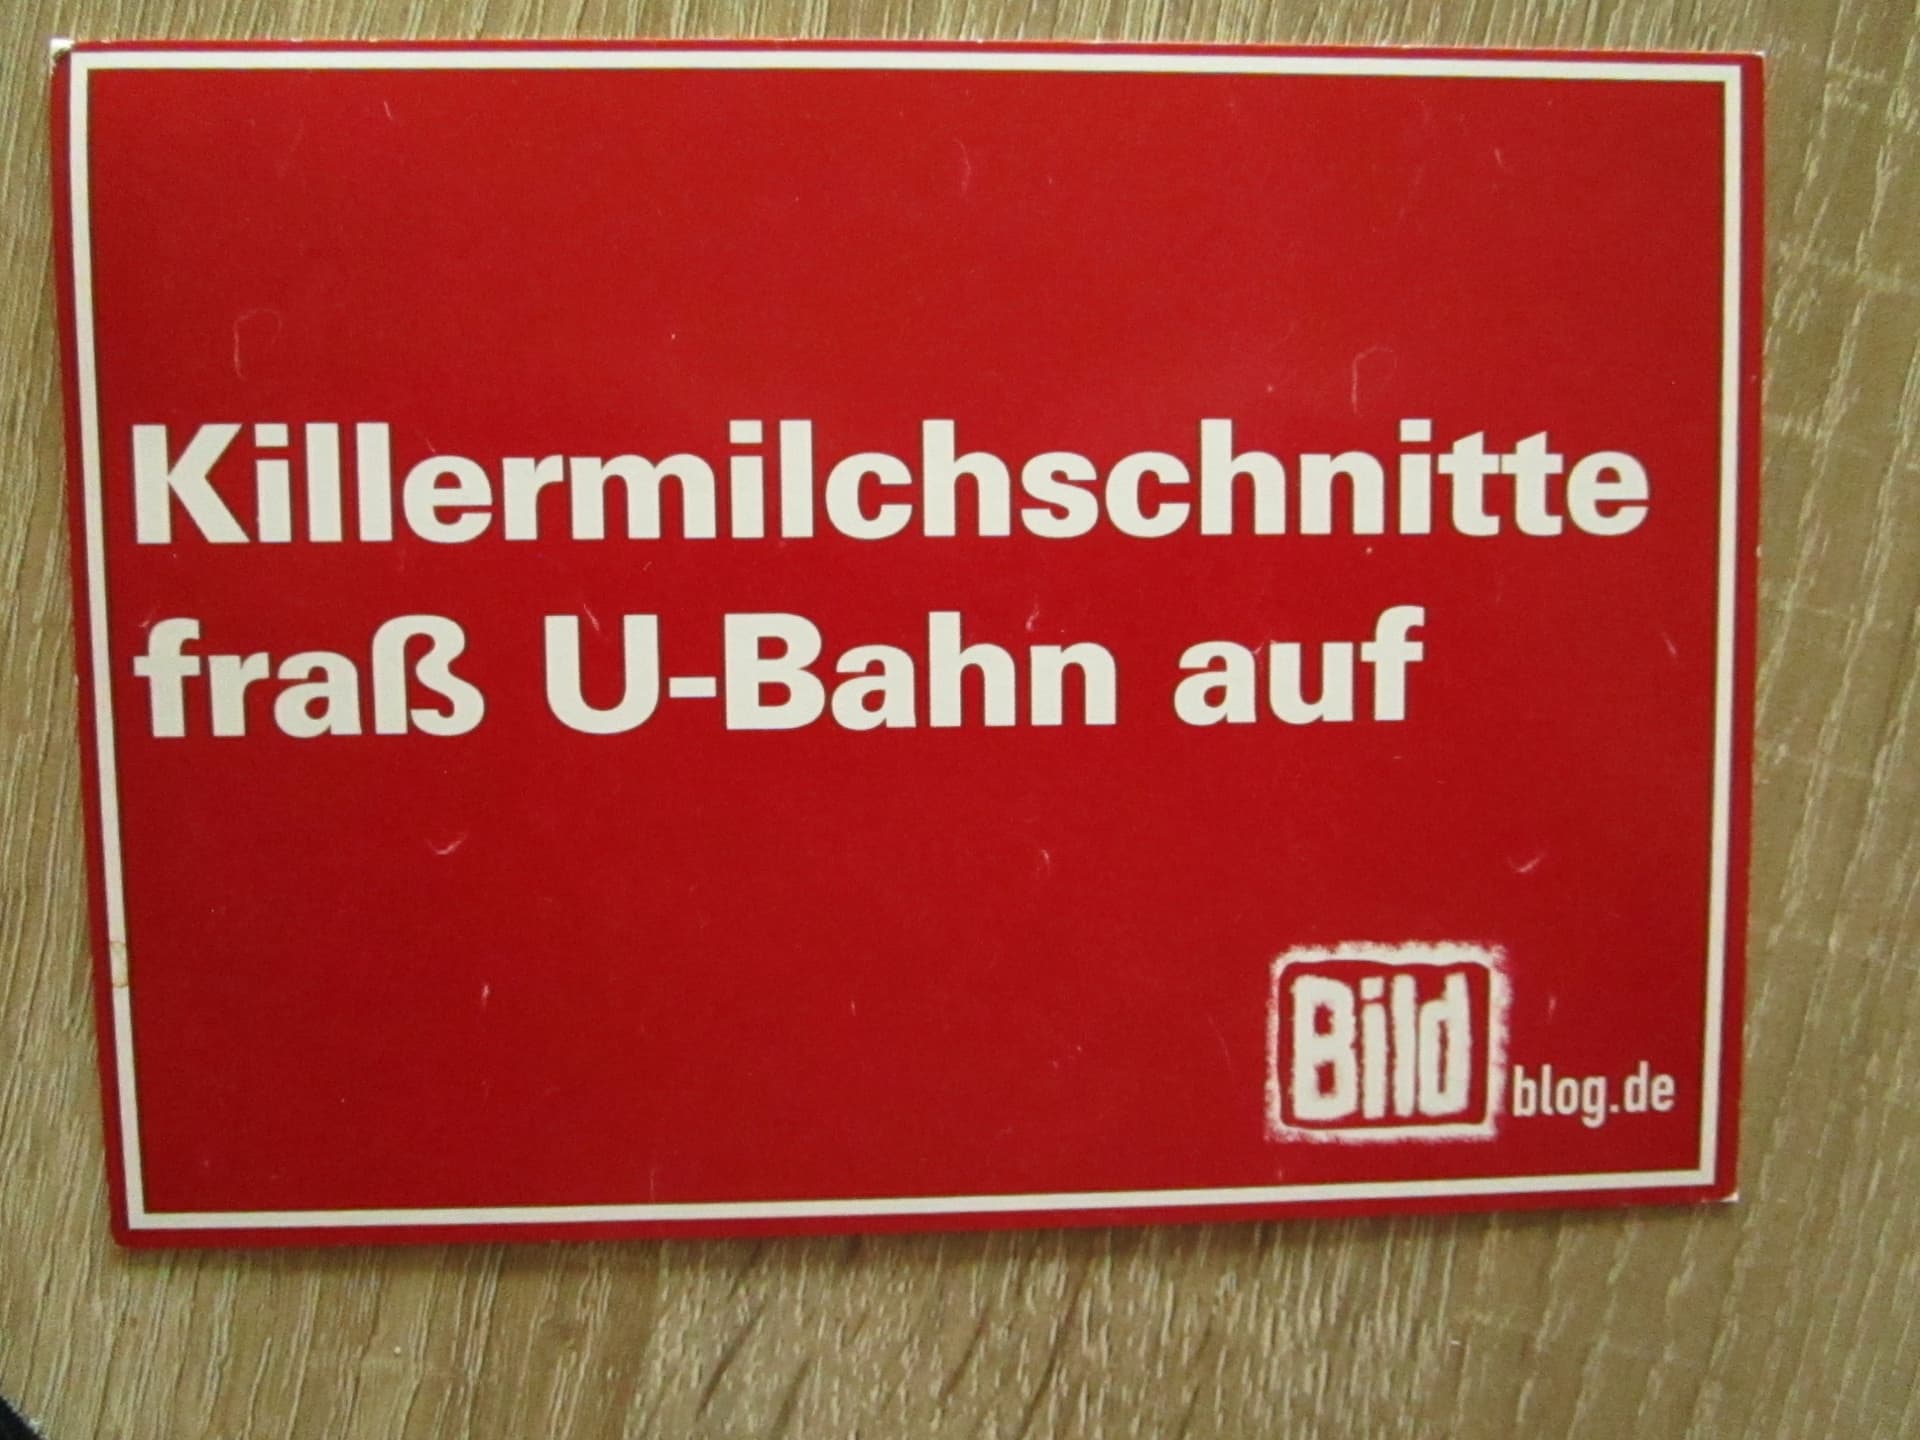 Killermilchschnitte
fraß U-Bahn auf
Bild blog.de